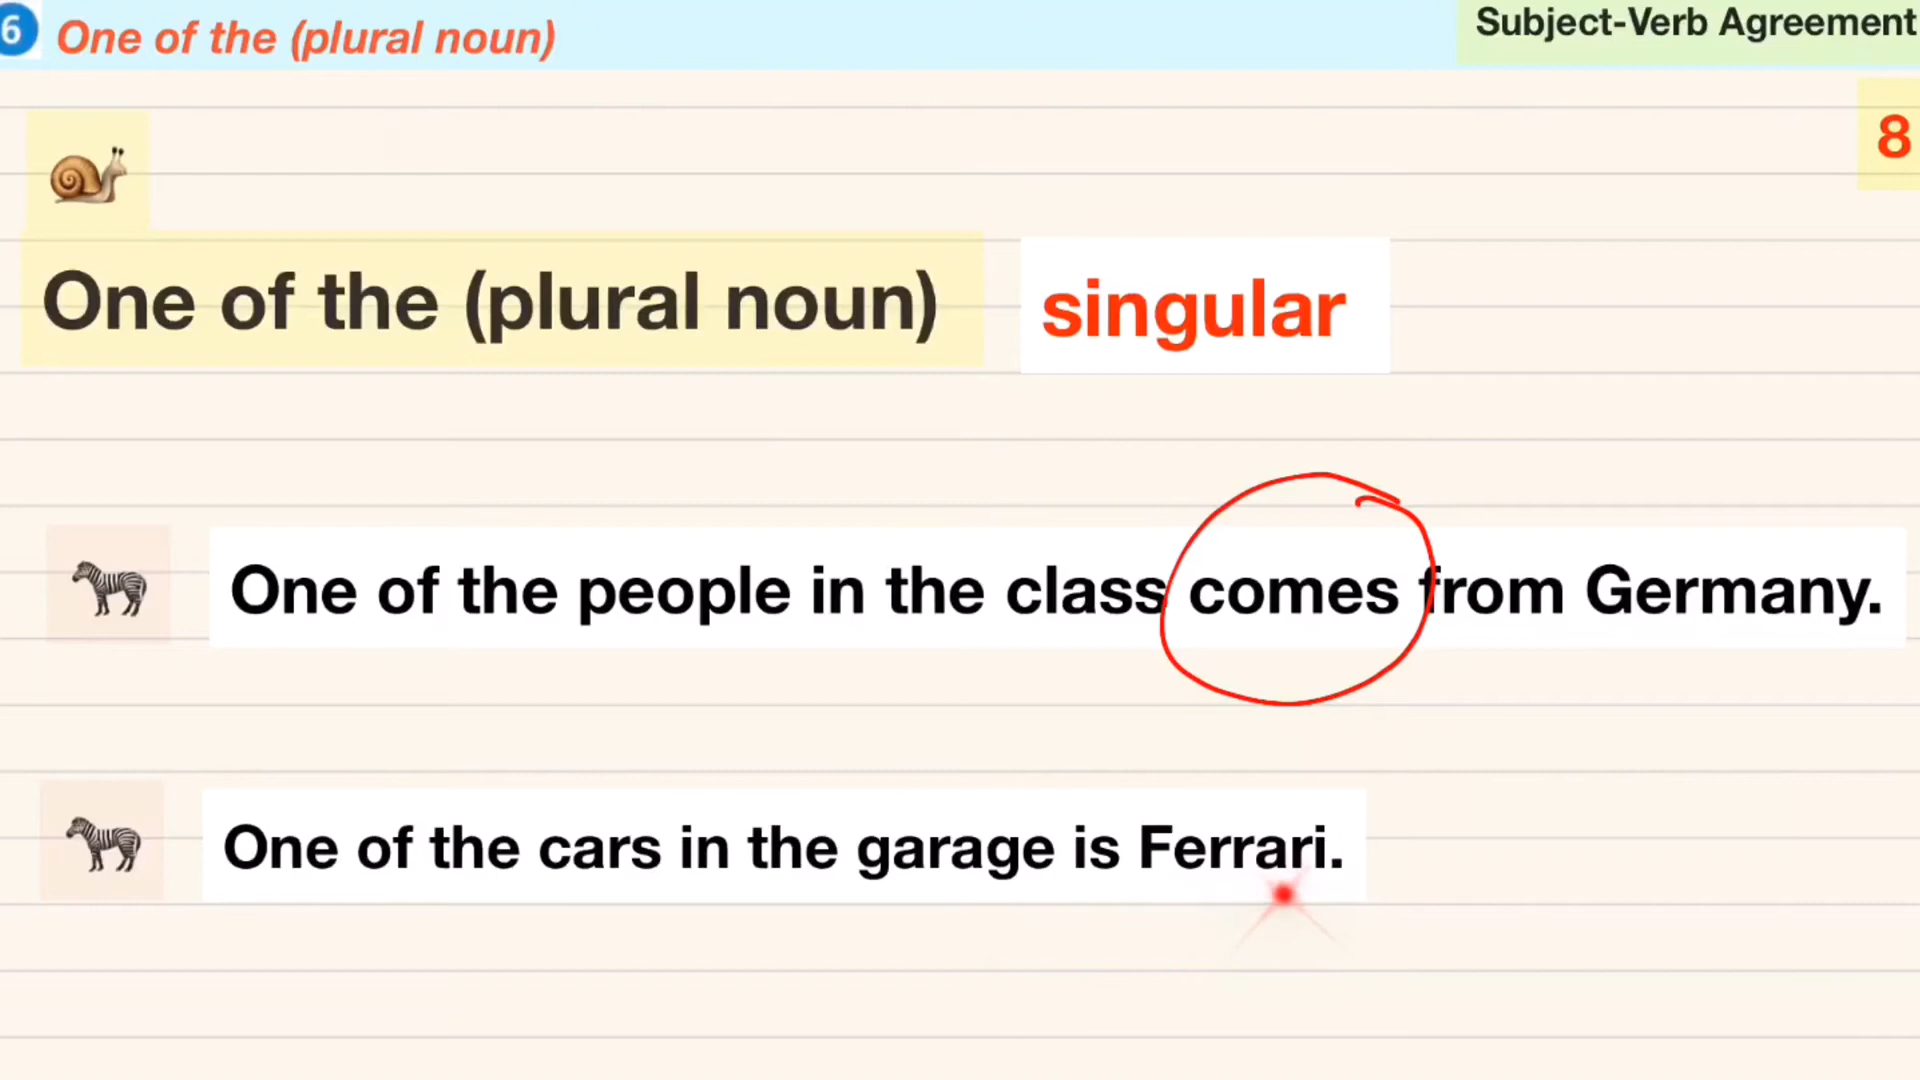 6 One of the (plural noun)
Subject-Verb Agreement
8
One of the (plural noun) singular
One of the people in the class comes from Germany.
One of the cars in the garage is Ferrari.